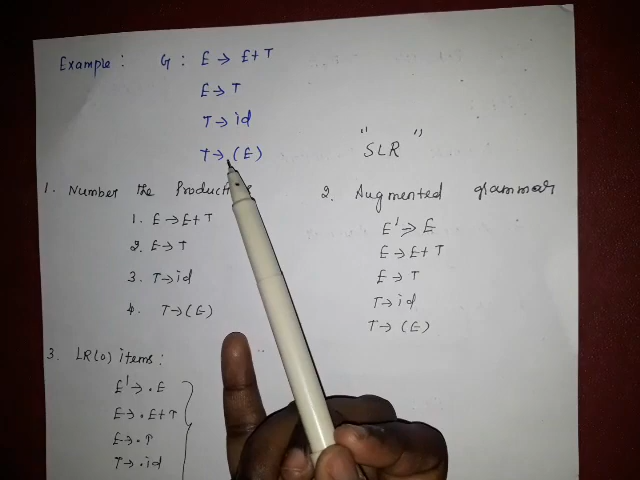 Example : G : E → E+T
E → T
T → id
T → (E)
" SLR "
1. Number the
1. E → E+T
2. E → T
3. T → id
4. T → (E)
2. Augmented grammar
E' → E
E → E+T
E → T
T → id
T → (E)
3. LR(0) items :
E' → .E
E → .E+T
E → .T
T → .id